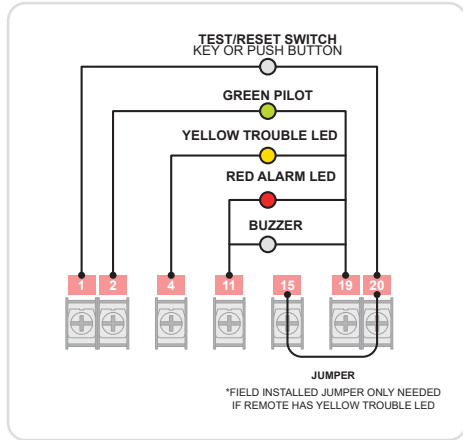 TEST/RESET SWITCH
KEY OR PUSH BUTTON
GREEN PILOT
YELLOW TROUBLE LED
RED ALARM LED
BUZZER
1 2 4 11 15 19 20
JUMPER
*FIELD INSTALLED JUMPER ONLY NEEDED
IF REMOTE HAS YELLOW TROUBLE LED